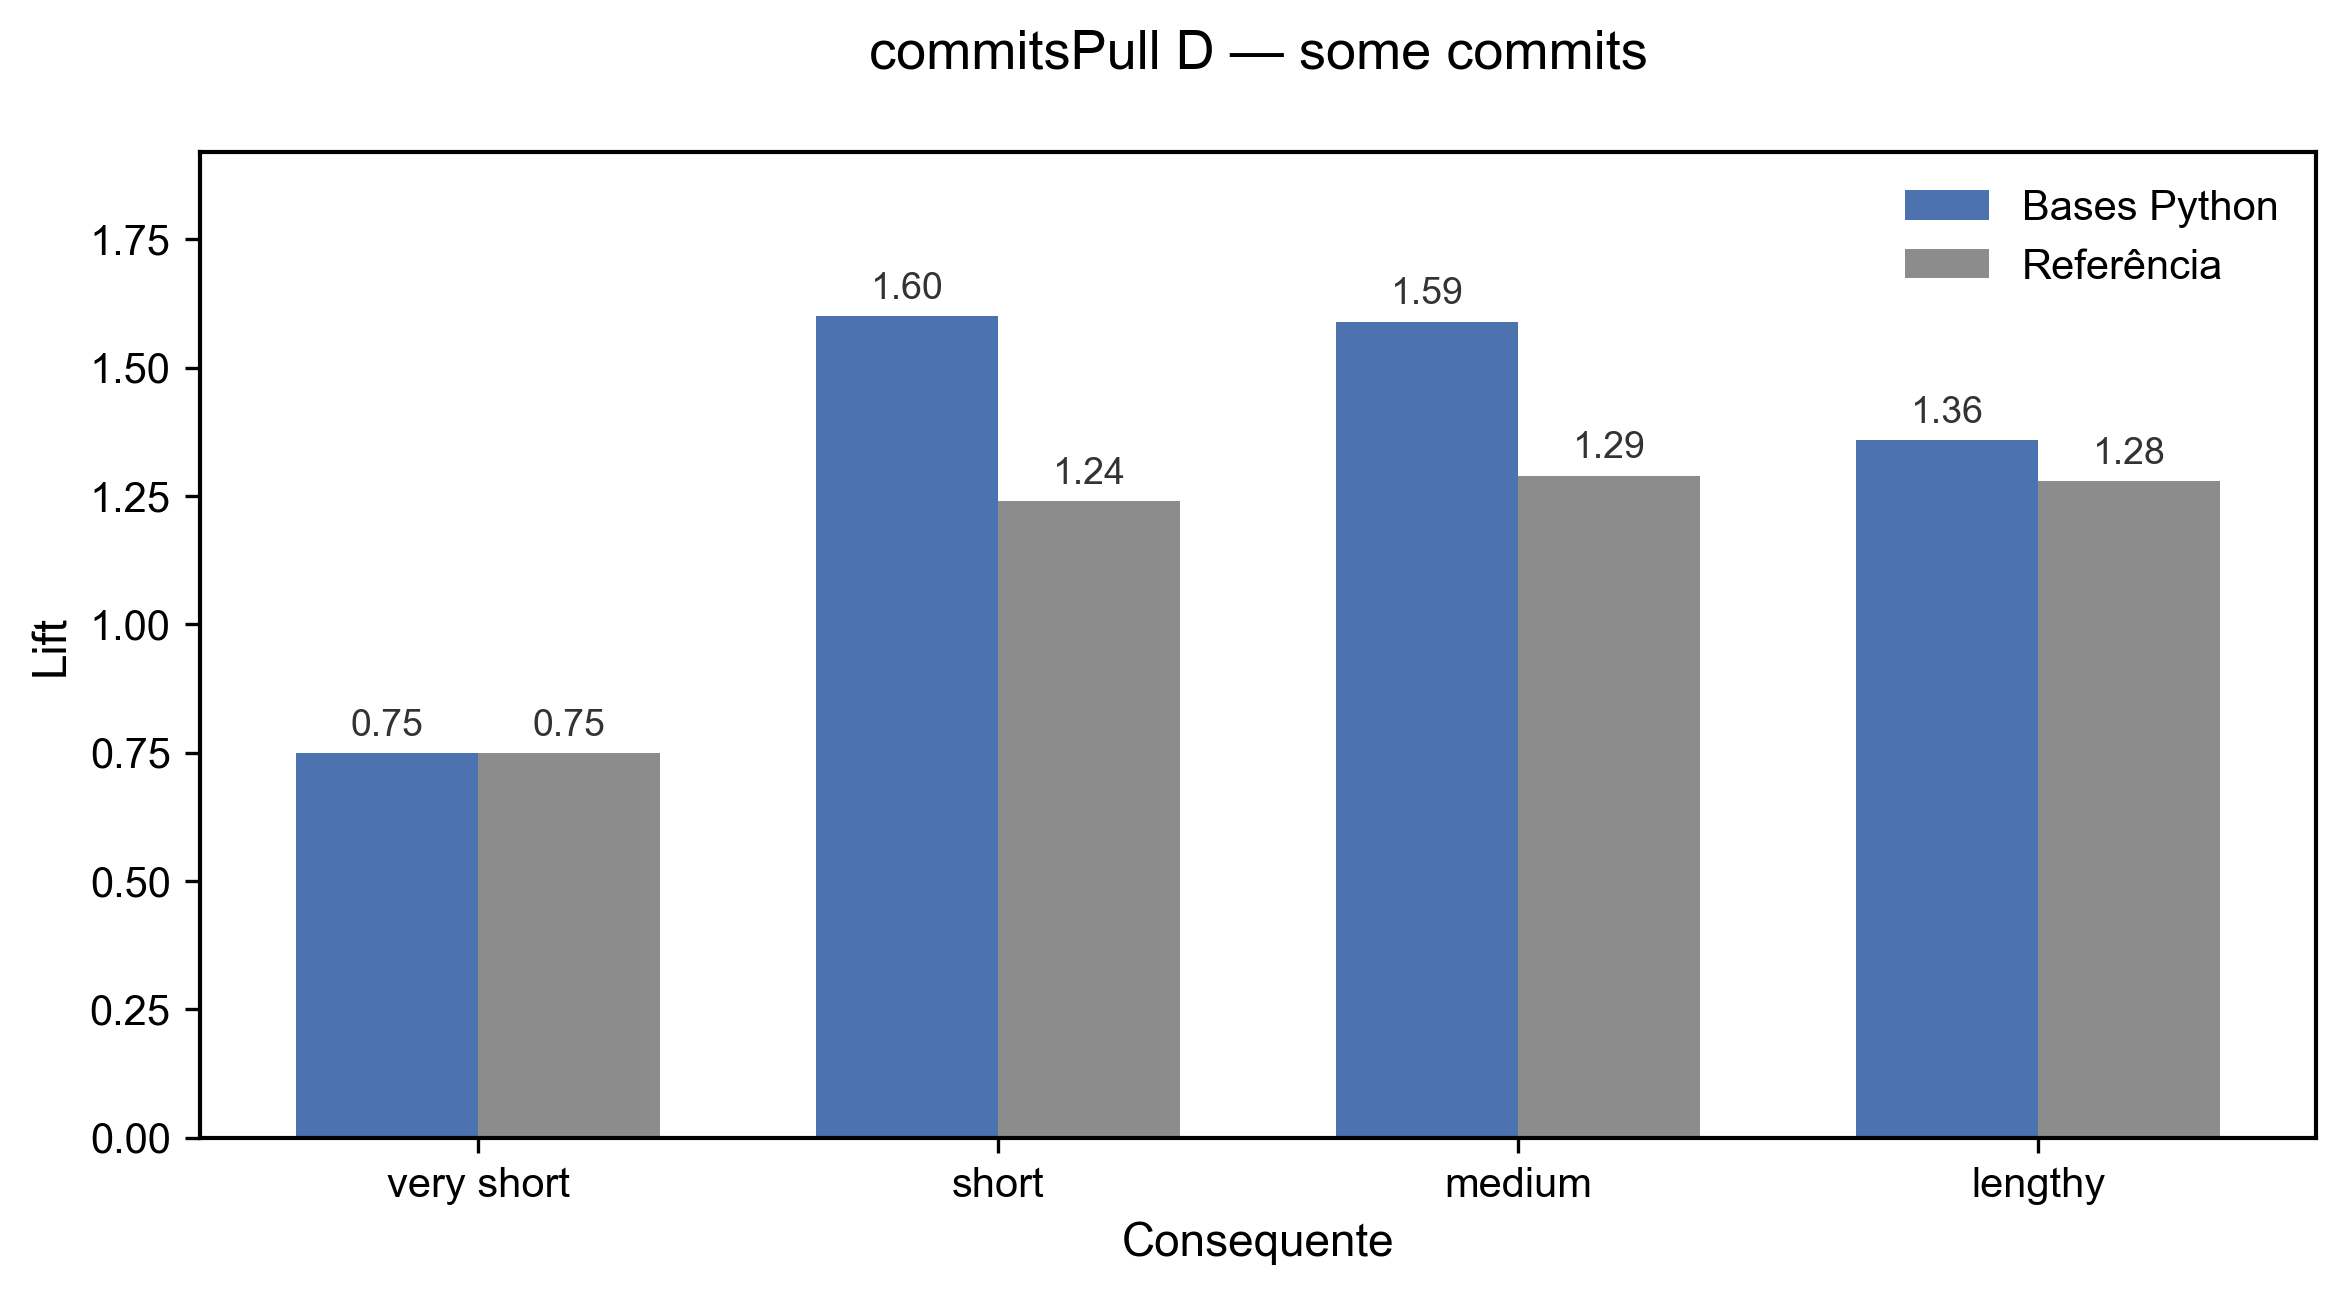 commitsPull D — some commits
Bases Python
Referência
1.75
1.50
1.25
1.00
0.75
0.50
0.25
0.00
Lift
0.75
0.75
1.60
1.24
1.59
1.29
1.36
1.28
very short
short
medium
lengthy
Consequente